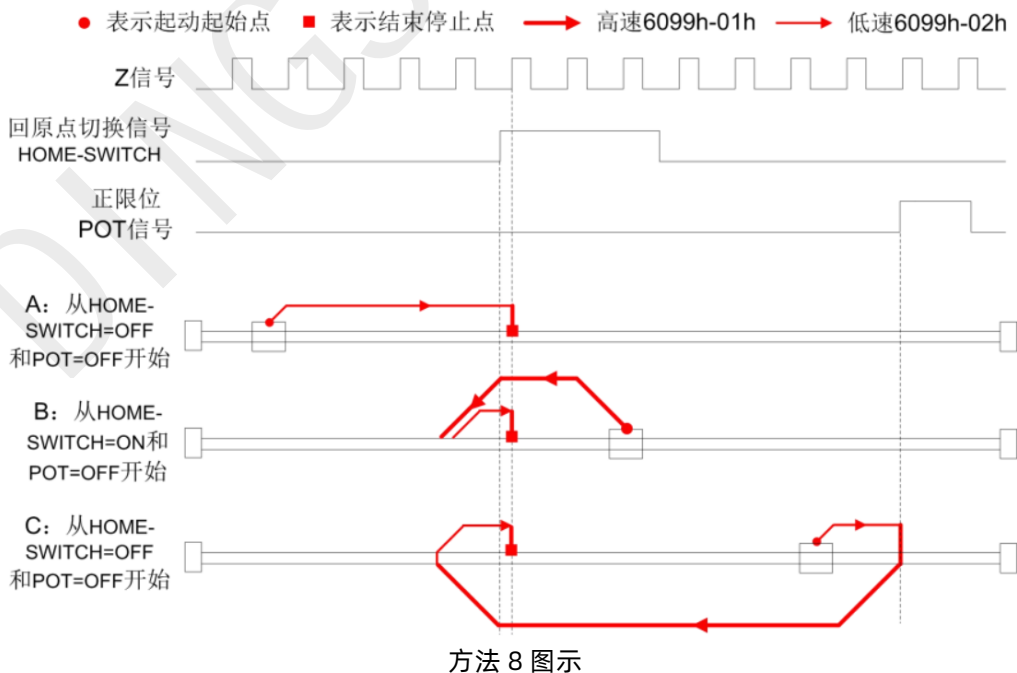 表示起动起始点 表示结束停止点 高速6099h-01h 低速6099h-02h
Z信号
回原点切换信号
HOME-SWITCH
正限位
POT信号
A：从HOME-
SWITCH=OFF
和POT=OFF开始
B：从HOME-
SWITCH=ON和
POT=OFF开始
C：从HOME-
SWITCH=OFF
和POT=OFF开始
方法 8 图示
DINGS